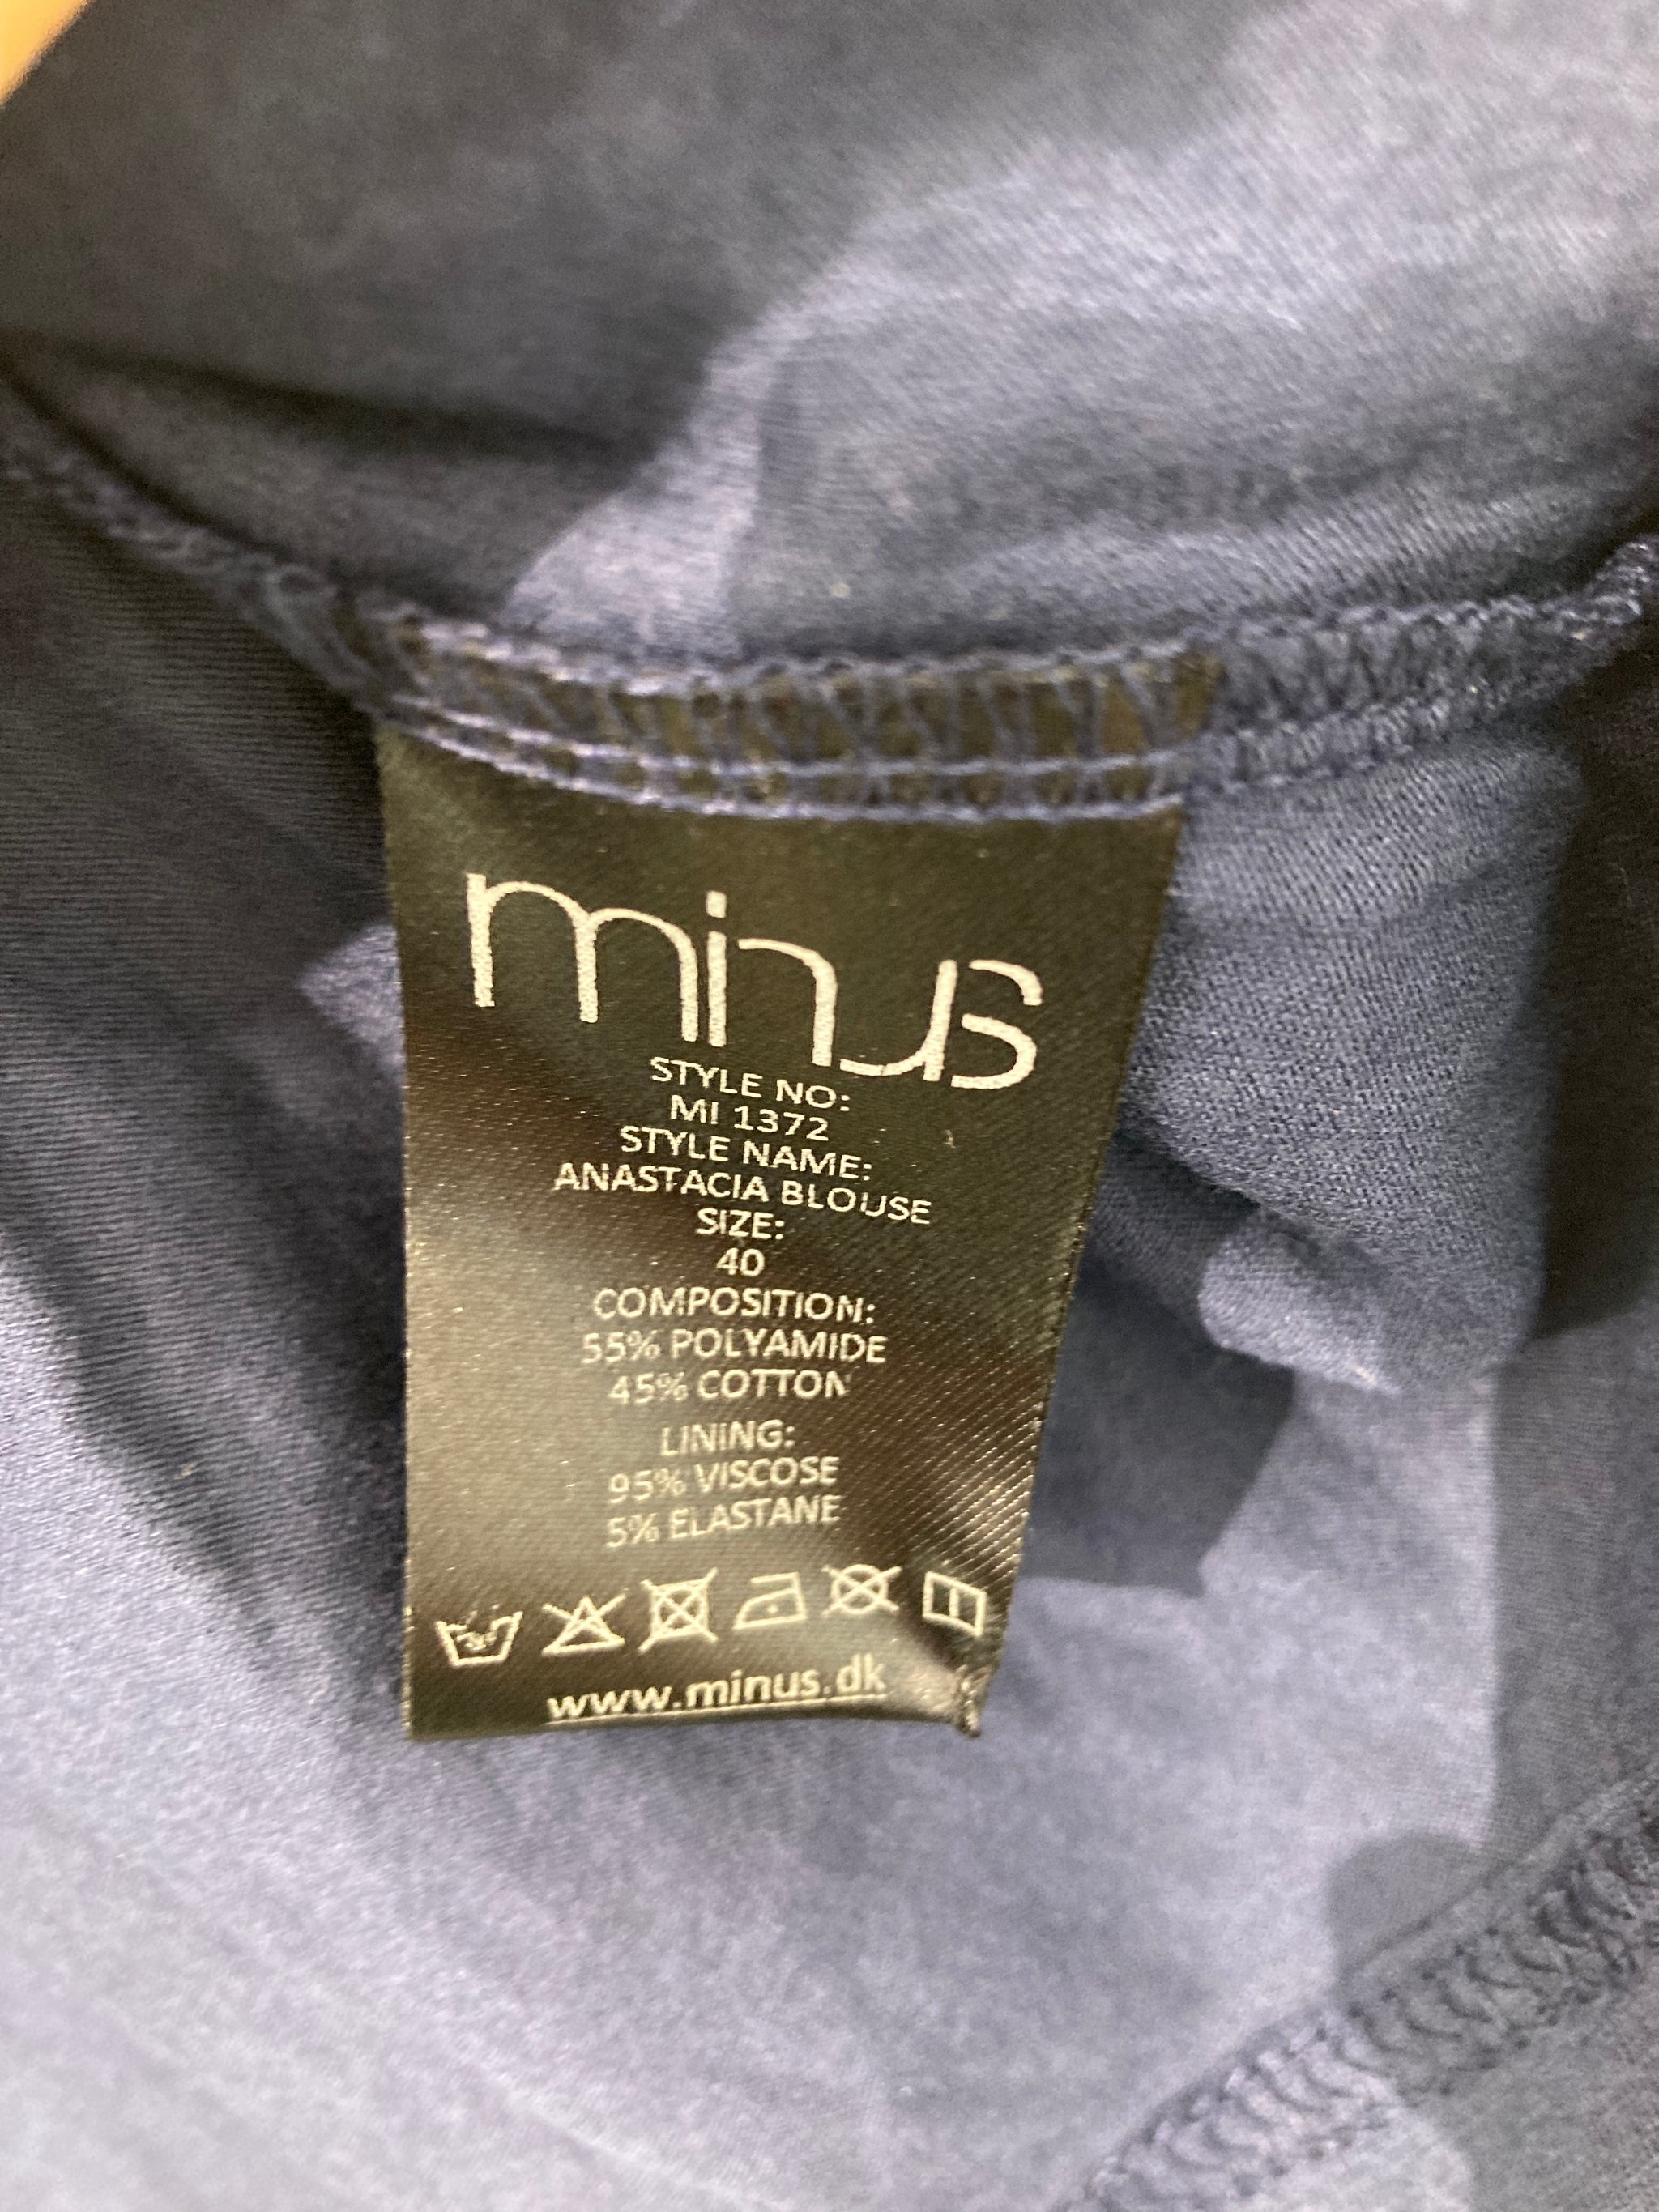 minus
STYLE NO:
MI 1372
STYLE NAME:
ANASTACIA BLOUSE
SIZE:
40
COMPOSITION:
55% POLYAMIDE
45% COTTON
LINING:
95% VISCOSE
5% ELASTANE
www.minus.dk